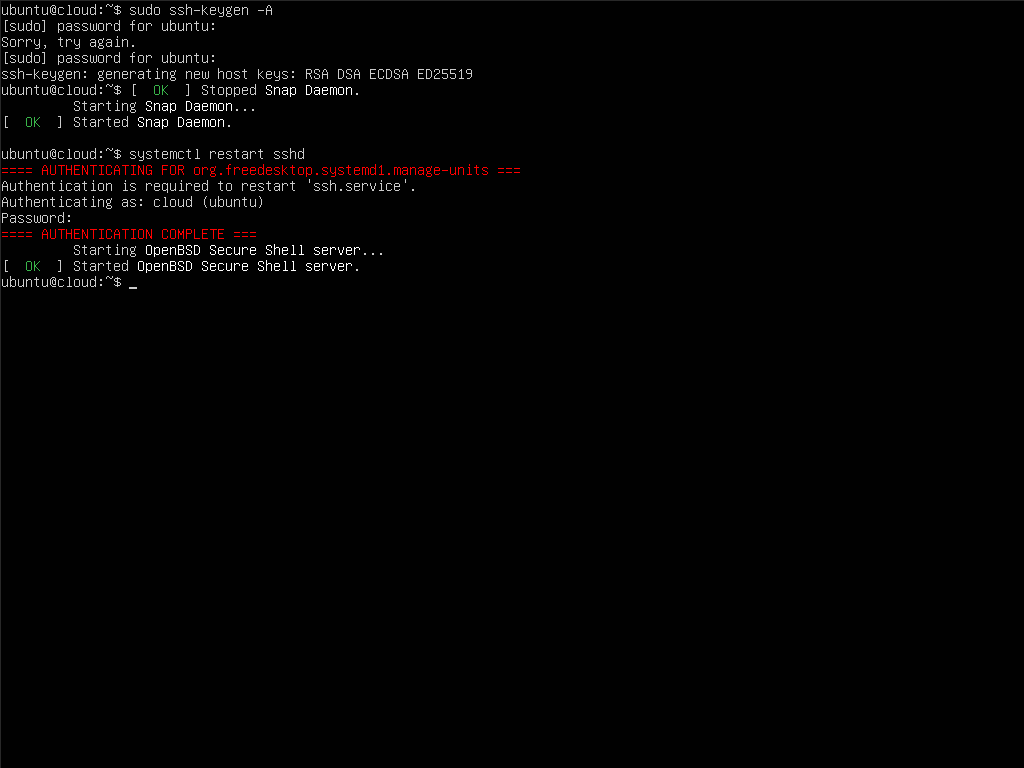 ubuntu@cloud:~$ sudo ssh-keygen -A
[sudo] password for ubuntu:
Sorry, try again.
[sudo] password for ubuntu:
ssh-keygen: generating new host keys: RSA DSA ECDSA ED25519
ubuntu@cloud:~$ [  OK  ] Stopped Snap Daemon.
         Starting Snap Daemon...
[  OK  ] Started Snap Daemon.
ubuntu@cloud:~$ systemctl restart sshd
==== AUTHENTICATING FOR org.freedesktop.systemd1.manage-units ===
Authentication is required to restart 'ssh.service'.
Authenticating as: cloud (ubuntu)
Password:
==== AUTHENTICATION COMPLETE ===
         Starting OpenBSD Secure Shell server...
[  OK  ] Started OpenBSD Secure Shell server.
ubuntu@cloud:~$ _